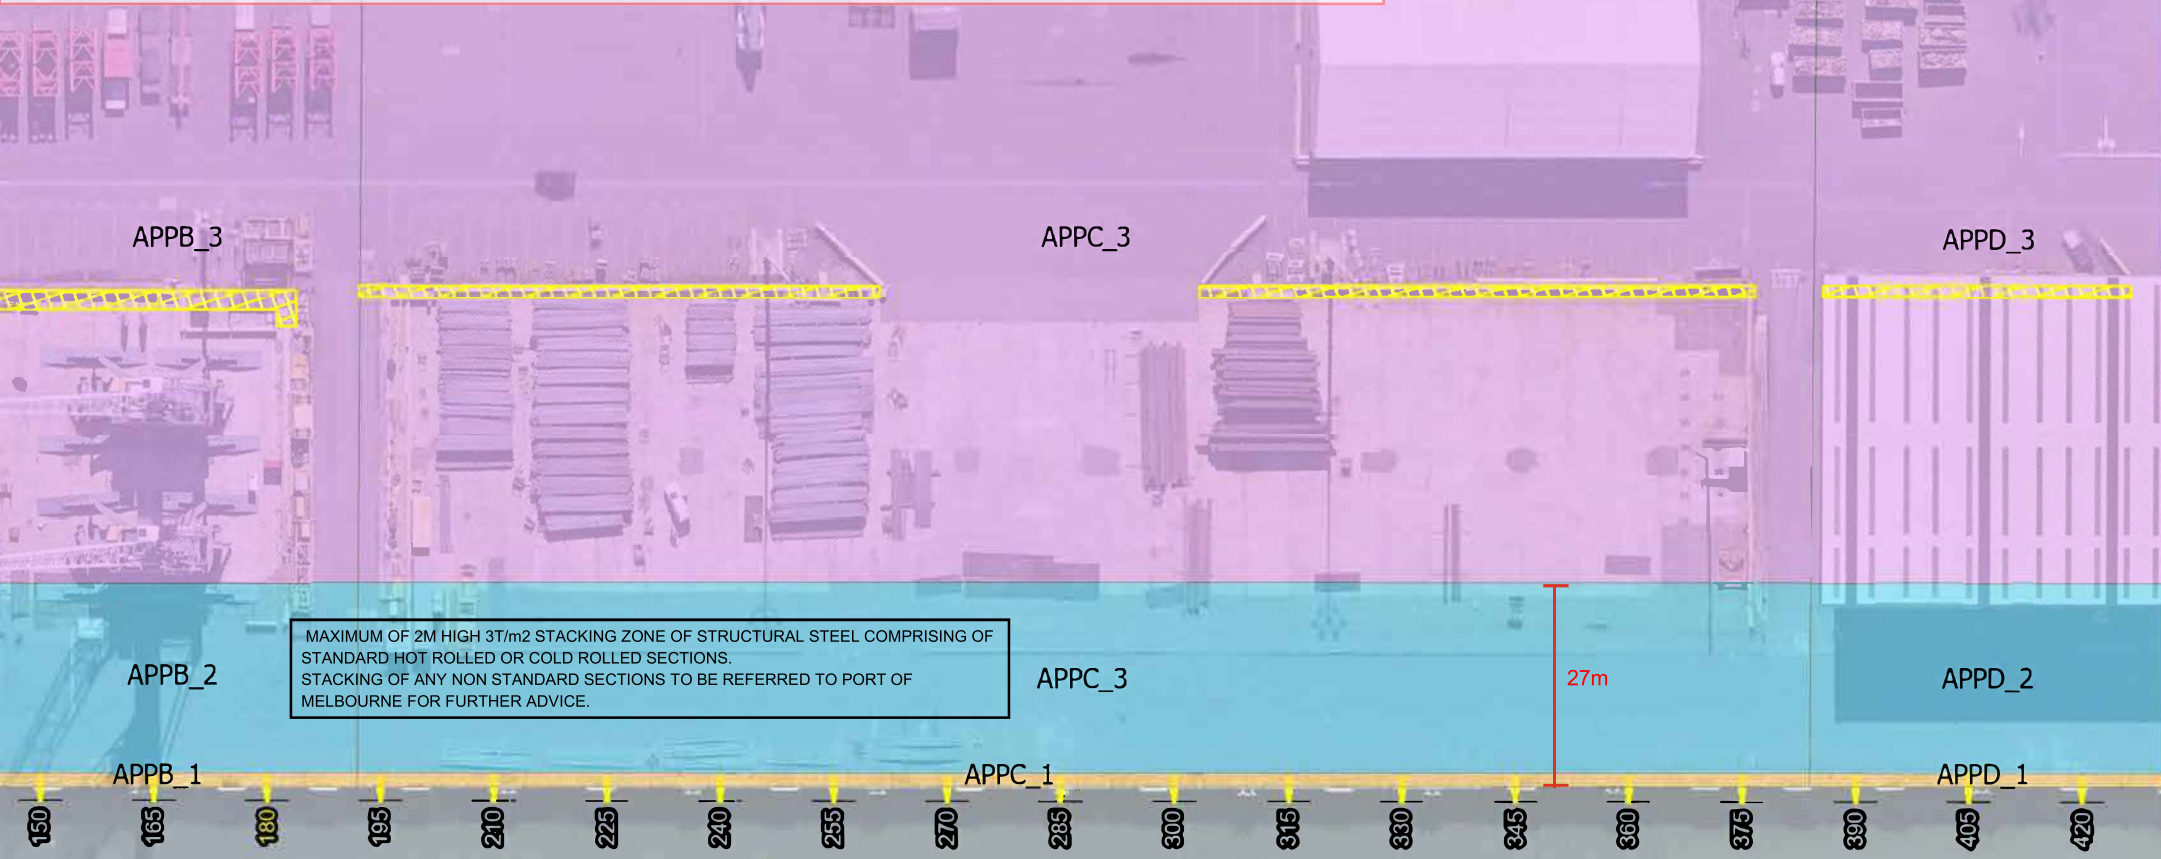 APPB_3
APPC_3
APPD_3
MAXIMUM OF 2M HIGH 3T/m2 STACKING ZONE OF STRUCTURAL STEEL COMPRISING OF
STANDARD HOT ROLLED OR COLD ROLLED SECTIONS.
STACKING OF ANY NON STANDARD SECTIONS TO BE REFERRED TO PORT OF
MELBOURNE FOR FURTHER ADVICE.
APPB_2
APPC_3
27m
APPD_2
APPB_1
APPC_1
APPD_1
150
165
180
195
210
225
240
255
270
285
300
315
330
345
360
375
390
405
420